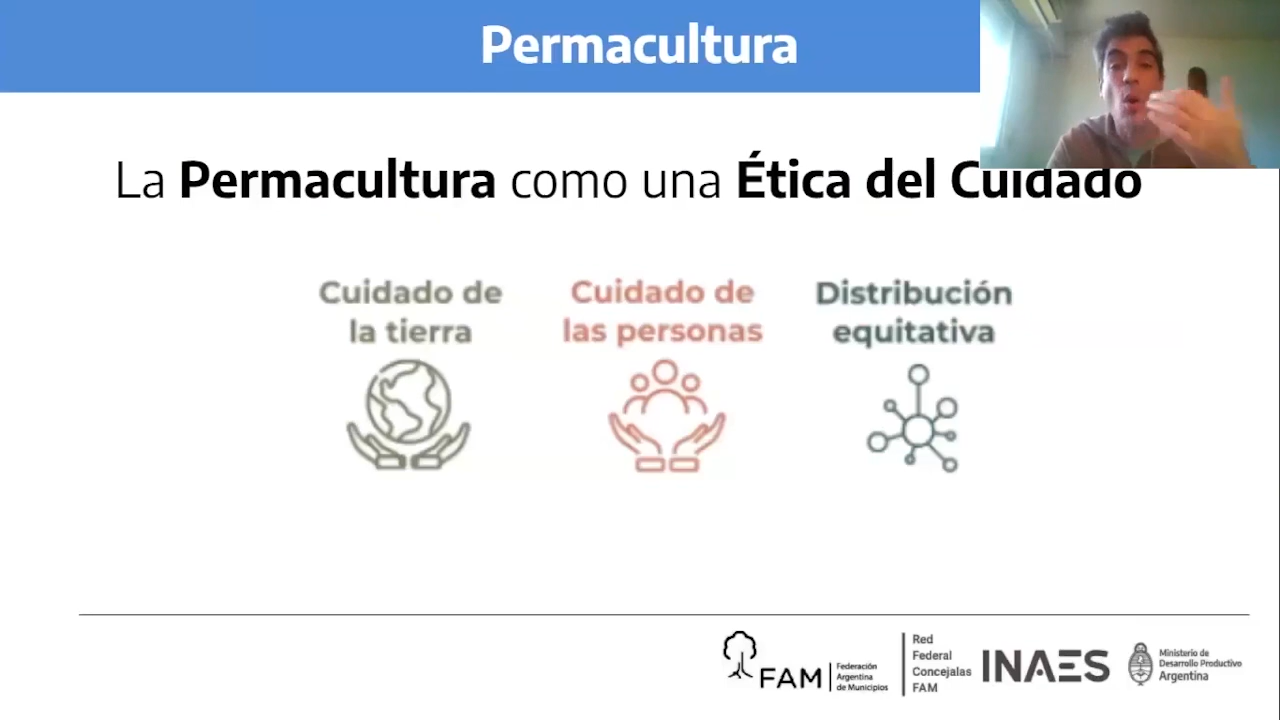 Permacultura
La Permacultura como una Ética del Cuidado
Cuidado de
la tierra
Cuidado de
las personas
Distribución
equitativa
FAM
Federación
Argentina
de Municipios
Red
Federal
Concejalas
FAM
INAES
Ministerio de
Desarrollo Productivo
Argentina